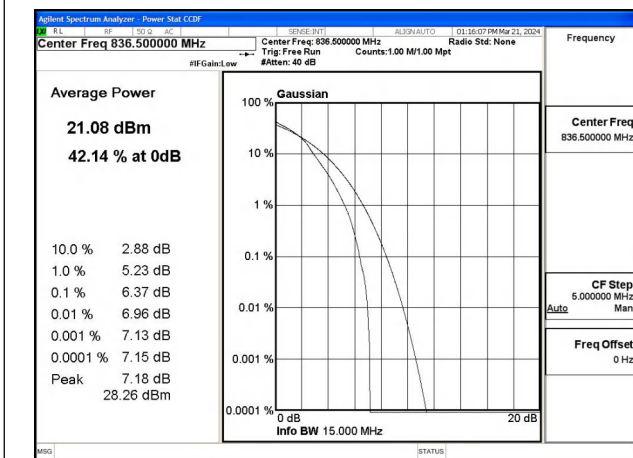 Agilent Spectrum Analyzer - Power Stat CCDF
RL RF 50 Ω AC SENSE:INT ALIGN AUTO 01:16:07 PM Mar 21, 2024
Center Freq 836.500000 MHz
Center Freq: 836.500000 MHz Radio Std: None
Trig: Free Run Counts:1.00 M/1.00 Mpt
#IFGain:Low #Atten: 40 dB
Frequency
Average Power
21.08 dBm
42.14 % at 0dB
10.0 % 2.88 dB
1.0 % 5.23 dB
0.1 % 6.37 dB
0.01 % 6.96 dB
0.001 % 7.13 dB
0.0001 % 7.15 dB
Peak 7.18 dB
28.26 dBm
Gaussian
100 %
10 %
1 %
0.1 %
0.01 %
0.001 %
0.0001 %
0 dB 20 dB
Info BW 15.000 MHz
Center Freq
836.500000 MHz
CF Step
5.000000 MHz
Auto Man
Freq Offset
0 Hz
MSG STATUS